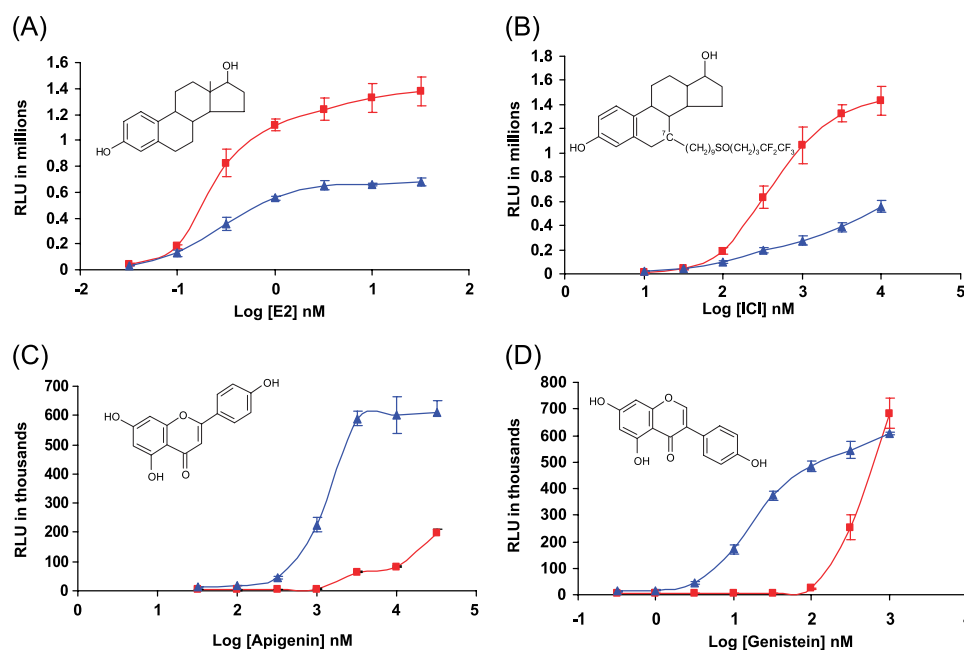 (A)
OH
HO
RLU in millions
1.6
1.4
1.2
1
0.8
0.6
0.4
0.2
0
-2
-1
0
1
2
Log [E2] nM
(B)
OH
HO
7
C
(CH2)9SO(CH2)3CF2CF3
RLU in millions
1.6
1.4
1.2
1
0.8
0.6
0.4
0.2
0
0
1
2
3
4
5
Log [ICI] nM
(C)
OH
HO
O
OH
O
RLU in thousands
700
600
500
400
300
200
100
0
0
1
2
3
4
5
Log [Apigenin] nM
(D)
HO
O
OH
O
OH
RLU in thousands
800
700
600
500
400
300
200
100
0
-1
0
1
2
3
4
Log [Genistein] nM